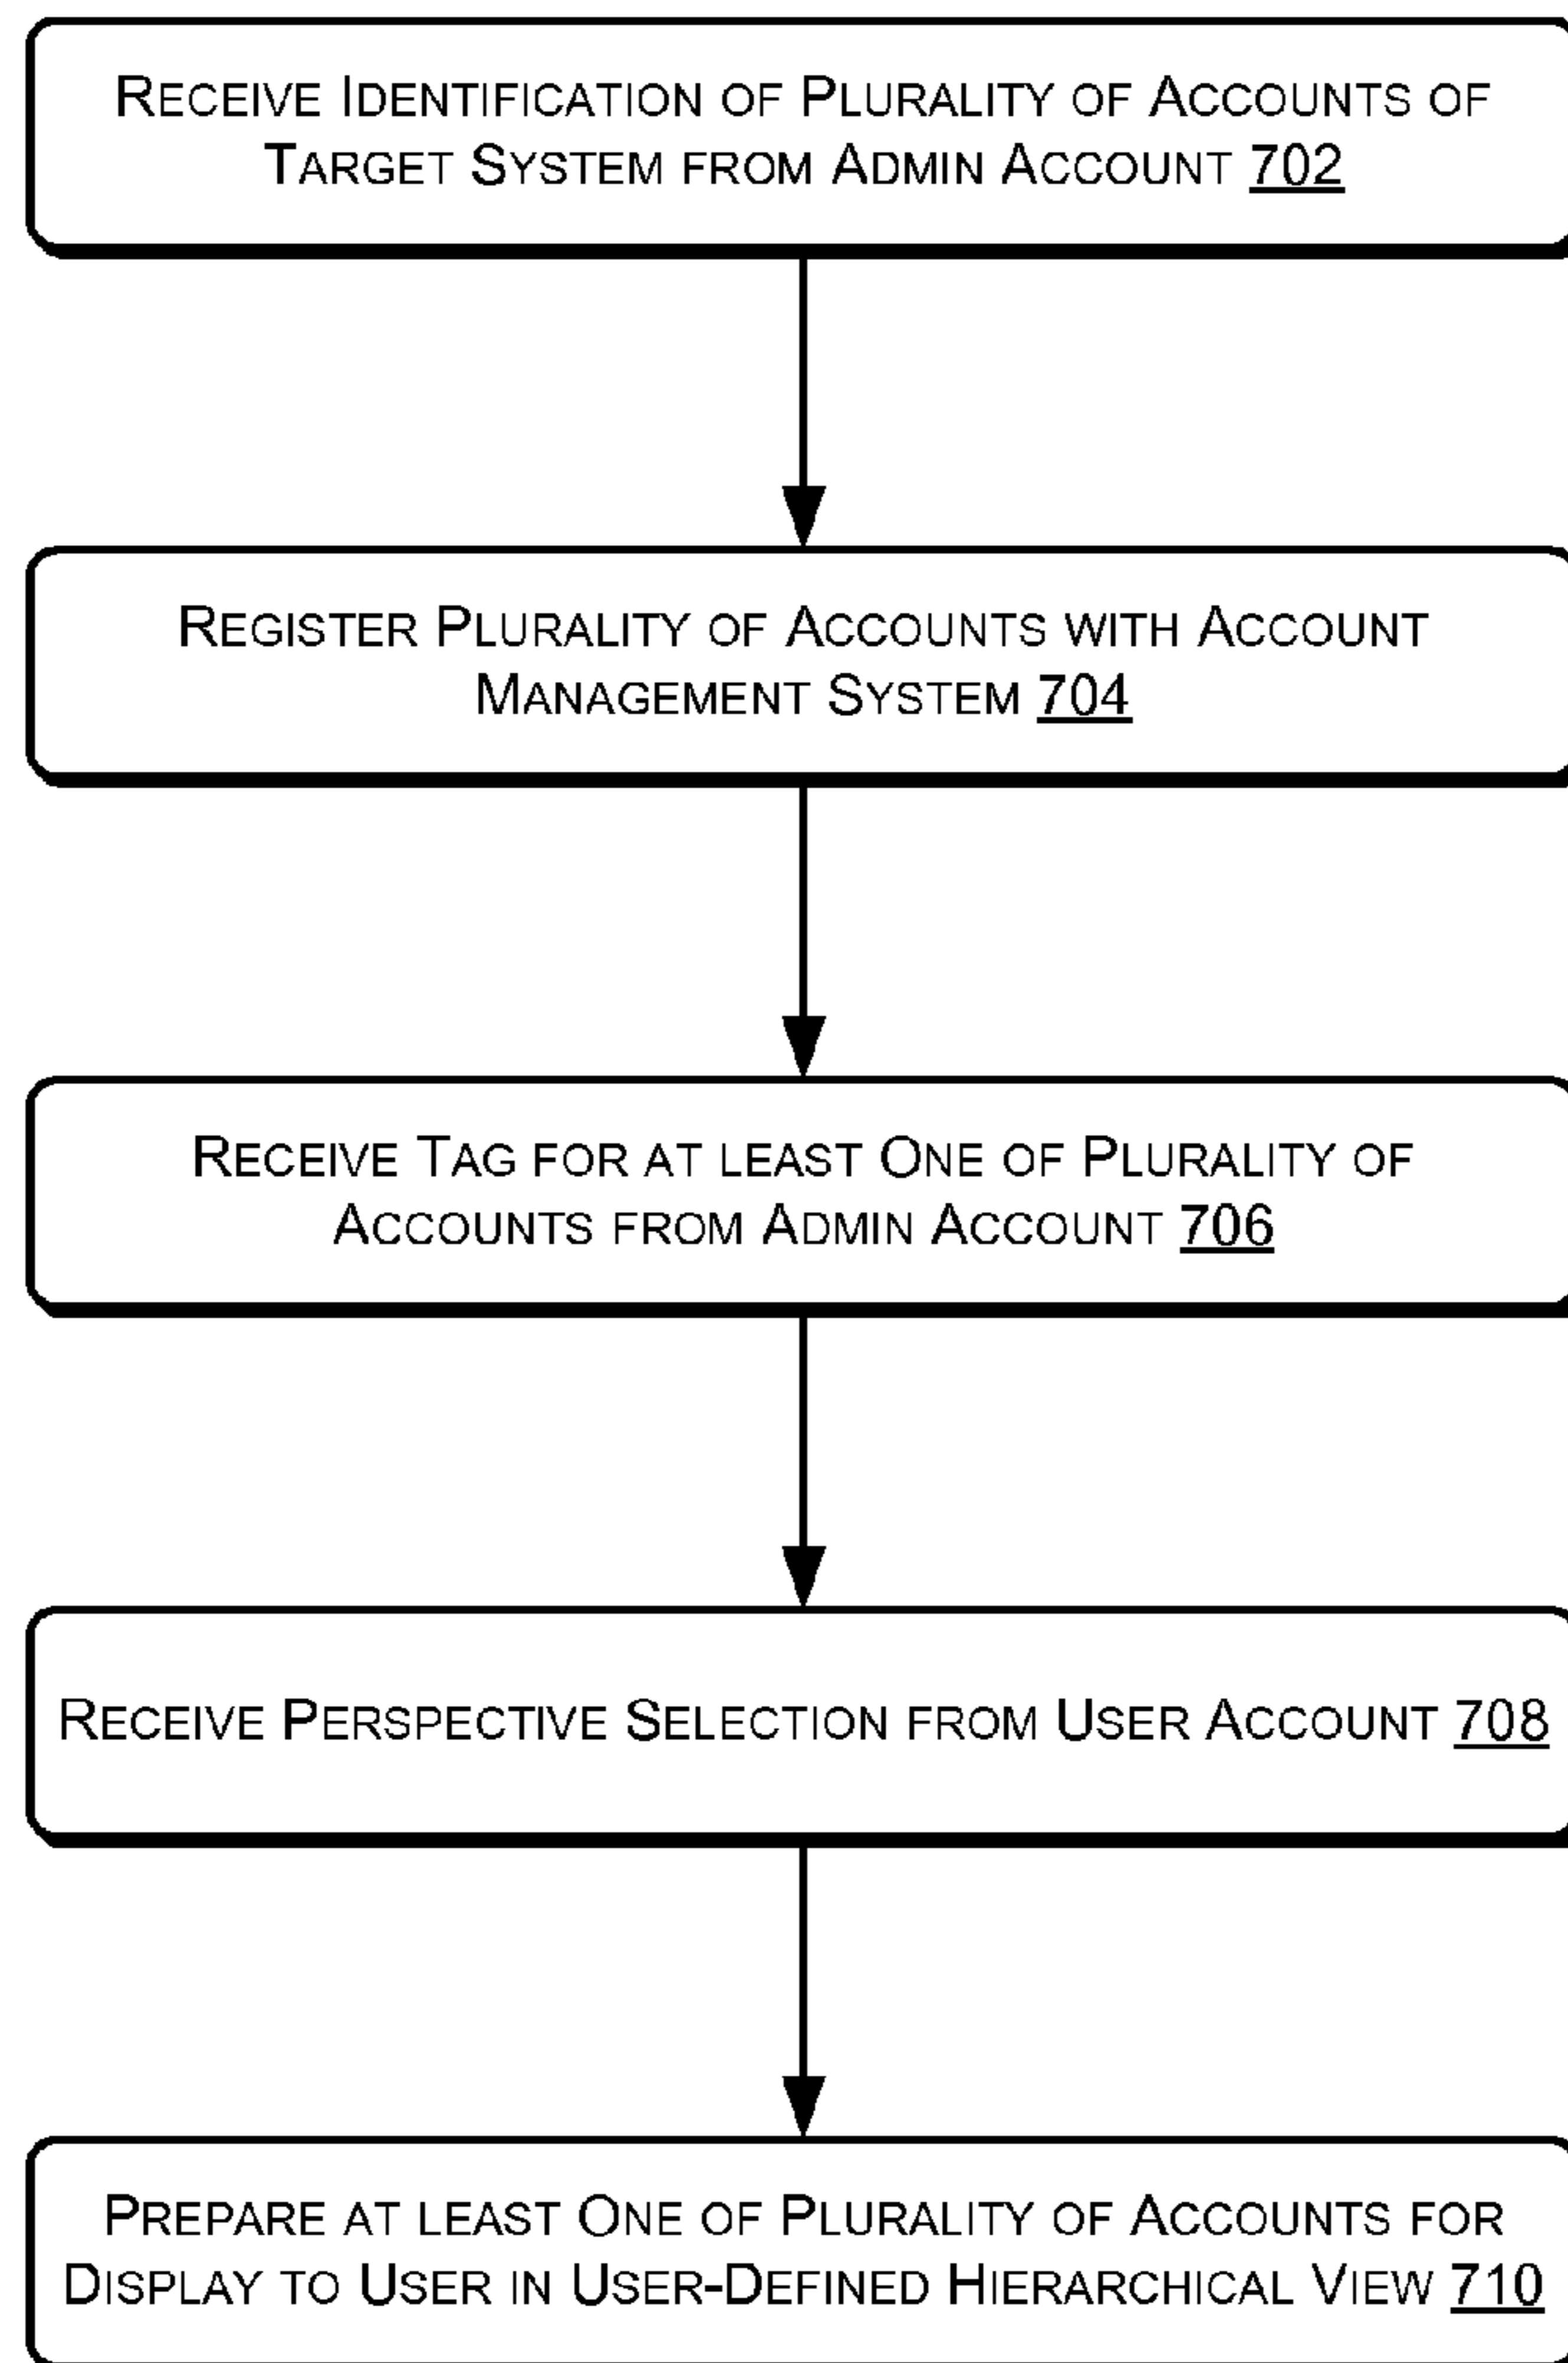 RECEIVE IDENTIFICATION OF PLURALITY OF ACCOUNTS OF
TARGET SYSTEM FROM ADMIN ACCOUNT 702
REGISTER PLURALITY OF ACCOUNTS WITH ACCOUNT
MANAGEMENT SYSTEM 704
RECEIVE TAG FOR AT LEAST ONE OF PLURALITY OF
ACCOUNTS FROM ADMIN ACCOUNT 706
RECEIVE PERSPECTIVE SELECTION FROM USER ACCOUNT 708
PREPARE AT LEAST ONE OF PLURALITY OF ACCOUNTS FOR
DISPLAY TO USER IN USER-DEFINED HIERARCHICAL VIEW 710